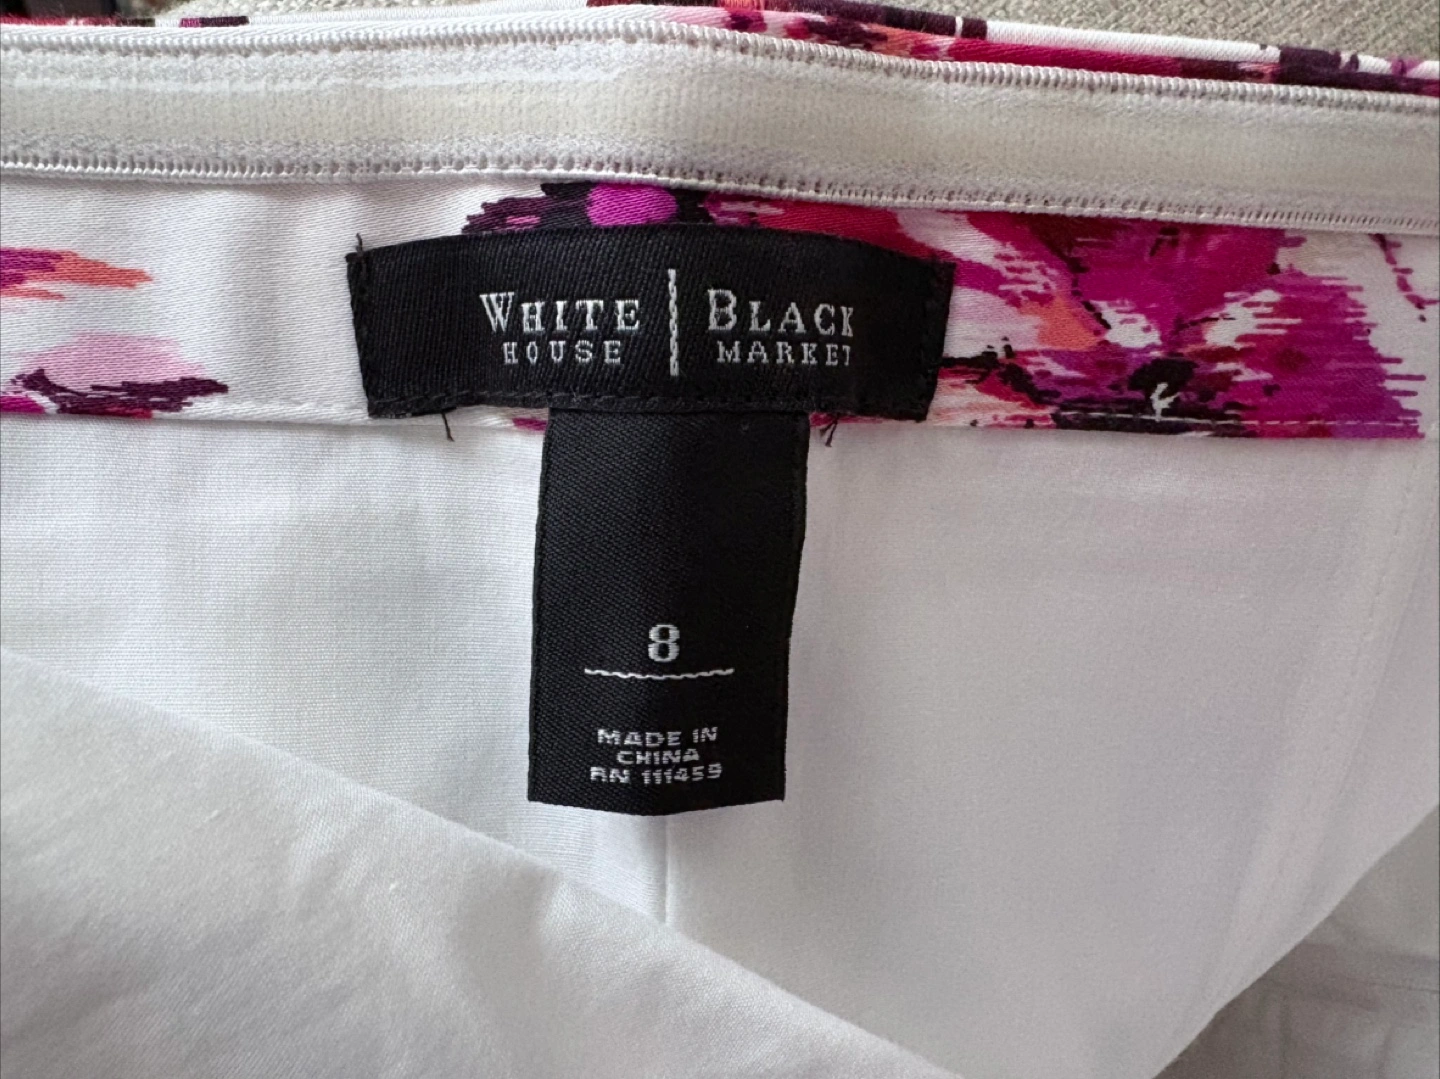 WHITE | BLACK
HOUSE MARKET
8
MADE IN
CHINA
RN 111459